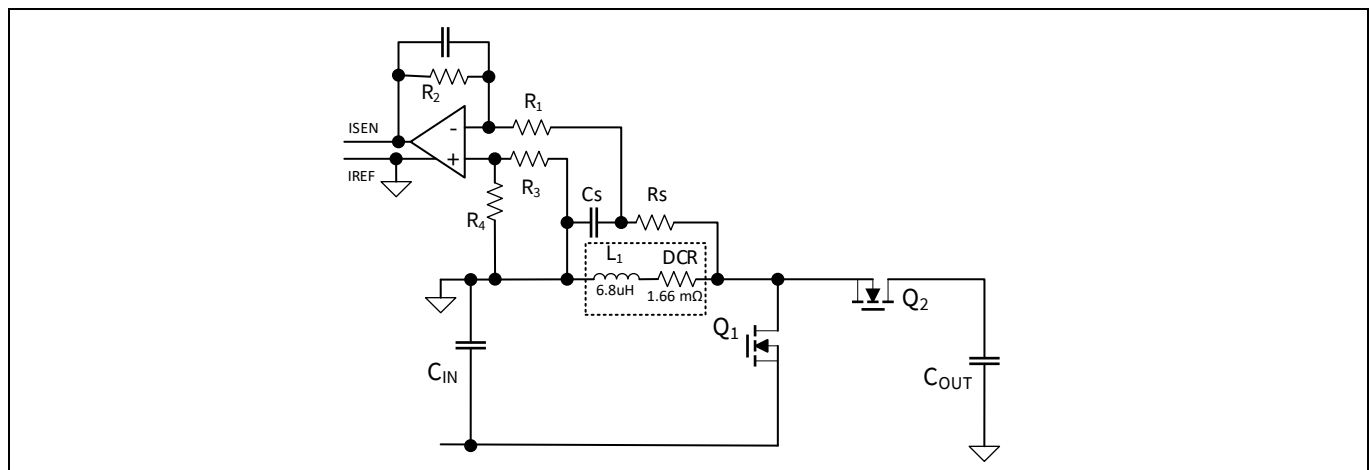 R2
R1
ISEN
-
+
IREF
R3
R4
Cs
Rs
L1
DCR
6.8uH
1.66 mΩ
Q1
Q2
CIN
COUT